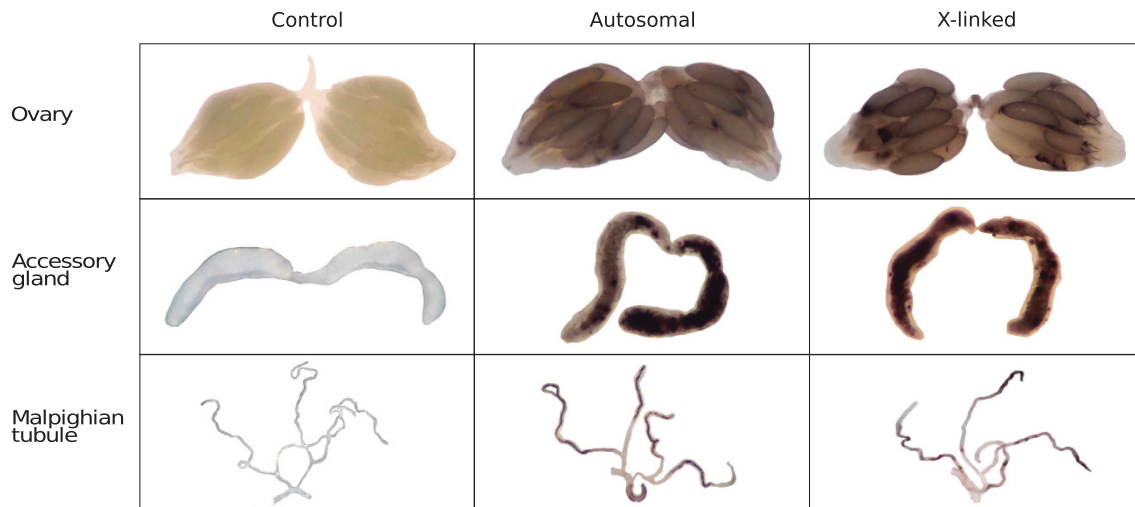 Control
Autosomal
X-linked
Ovary
Accessory
gland
Malpighian
tubule